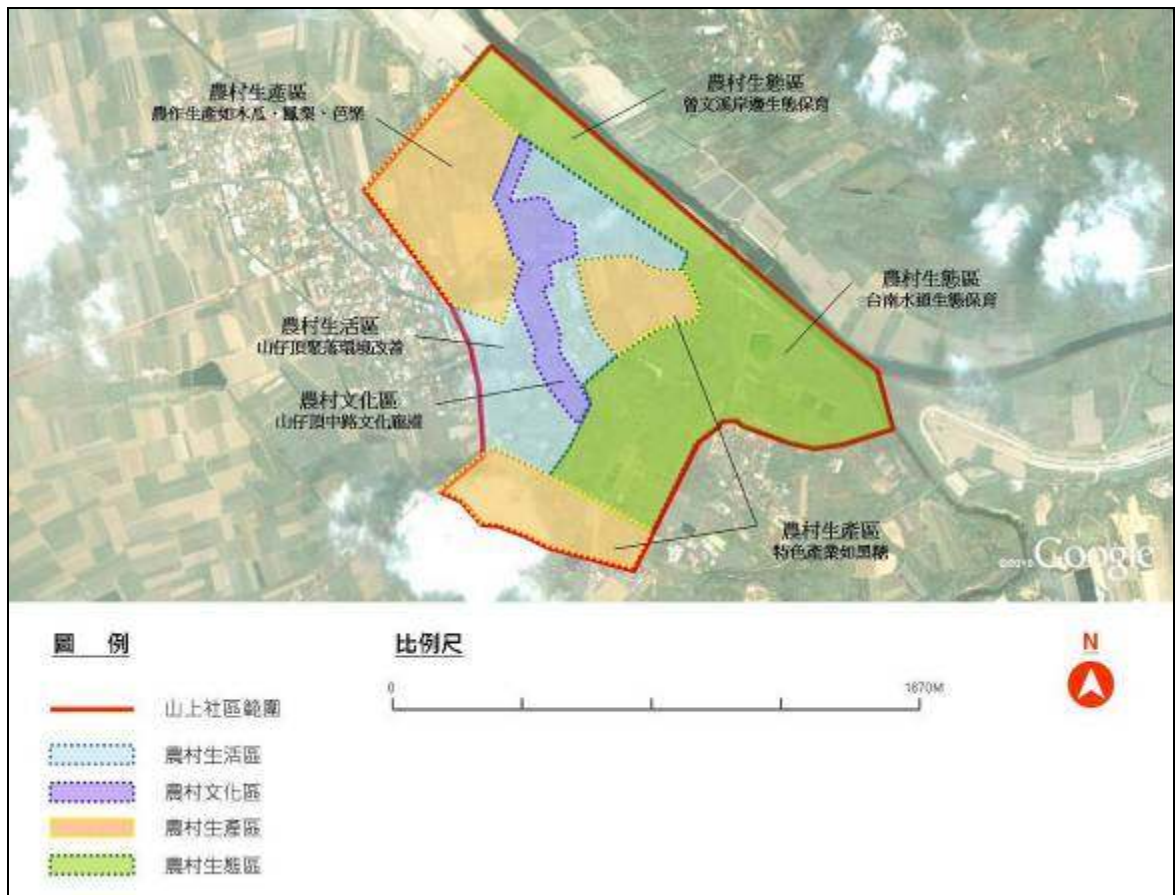 農村生產區
農作生產如木瓜、鳳梨、芭樂
農村生態區
曾文溪岸邊生態保育
農村生態區
台南水道生態保育
農村生活區
山仔頂聚落環境改善
農村文化區
山仔頂中路文化廊道
農村生產區
特色產業如黑糖
©2010 Google
圖 例
比例尺
N
0
1670M
山上社區範圍
農村生活區
農村文化區
農村生產區
農村生態區